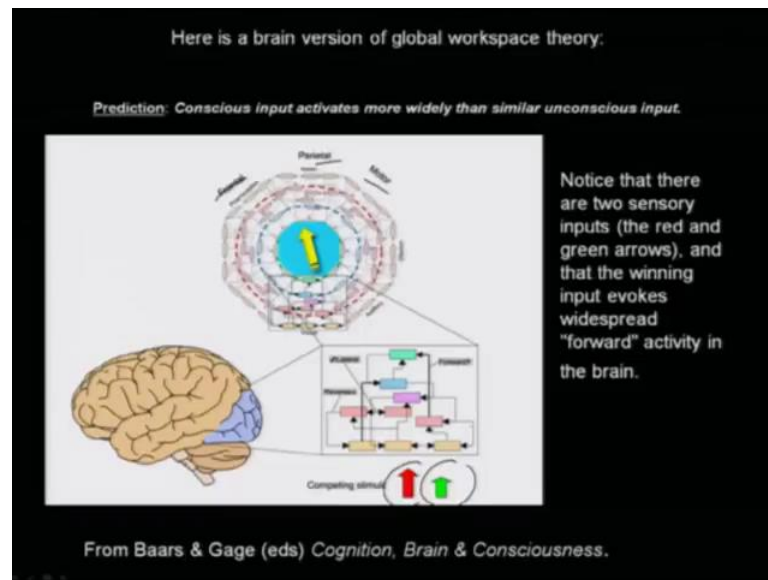 Here is a brain version of global workspace theory:
Prediction: Conscious input activates more widely than similar unconscious input.
Parietal
Motor
Frontal
Notice that there
are two sensory
inputs (the red and
green arrows), and
that the winning
input evokes
widespread
"forward" activity in
the brain.
Competing stimuli
From Baars & Gage (eds) Cognition, Brain & Consciousness.